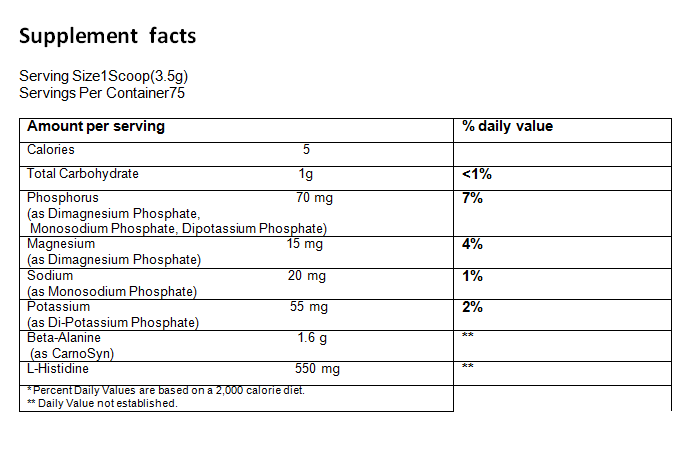 Supplement facts
Serving Size1Scoop(3.5g)
Servings Per Container75
Amount per serving % daily value
Calories 5
Total Carbohydrate 1g <1%
Phosphorus 70 mg 7%
(as Dimagnesium Phosphate,
Monosodium Phosphate, Dipotassium Phosphate)
Magnesium 15 mg 4%
(as Dimagnesium Phosphate)
Sodium 20 mg 1%
(as Monosodium Phosphate)
Potassium 55 mg 2%
(as Di-Potassium Phosphate)
Beta-Alanine 1.6 g **
(as CarnoSyn)
L-Histidine 550 mg **
* Percent Daily Values are based on a 2,000 calorie diet.
** Daily Value not established.